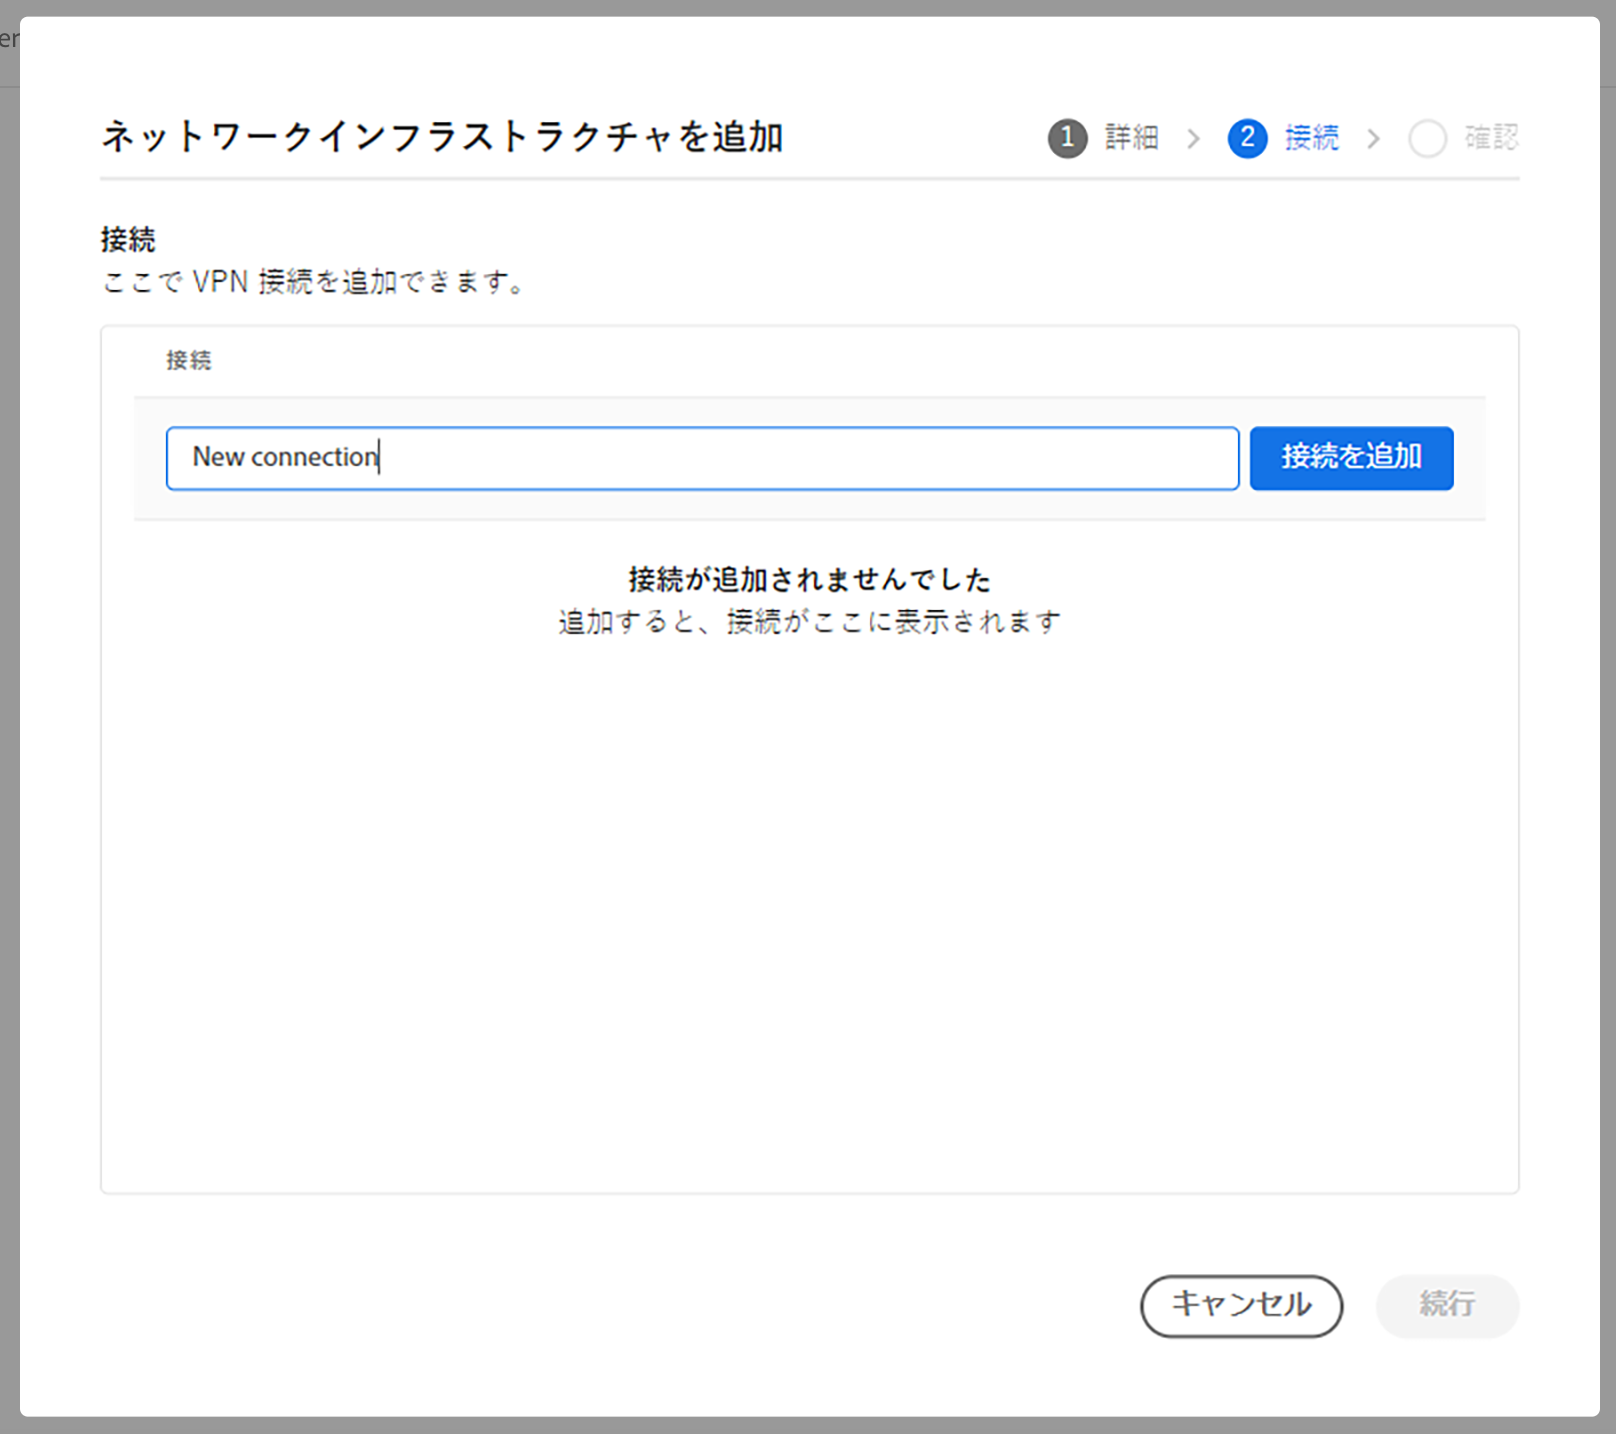 er
ネットワークインフラストラクチャを追加
1 詳細 > 2 接続 > 確認
接続
ここで VPN 接続を追加できます。
接続
New connection
接続を追加
接続が追加されませんでした
追加すると、接続がここに表示されます
キャンセル
続行